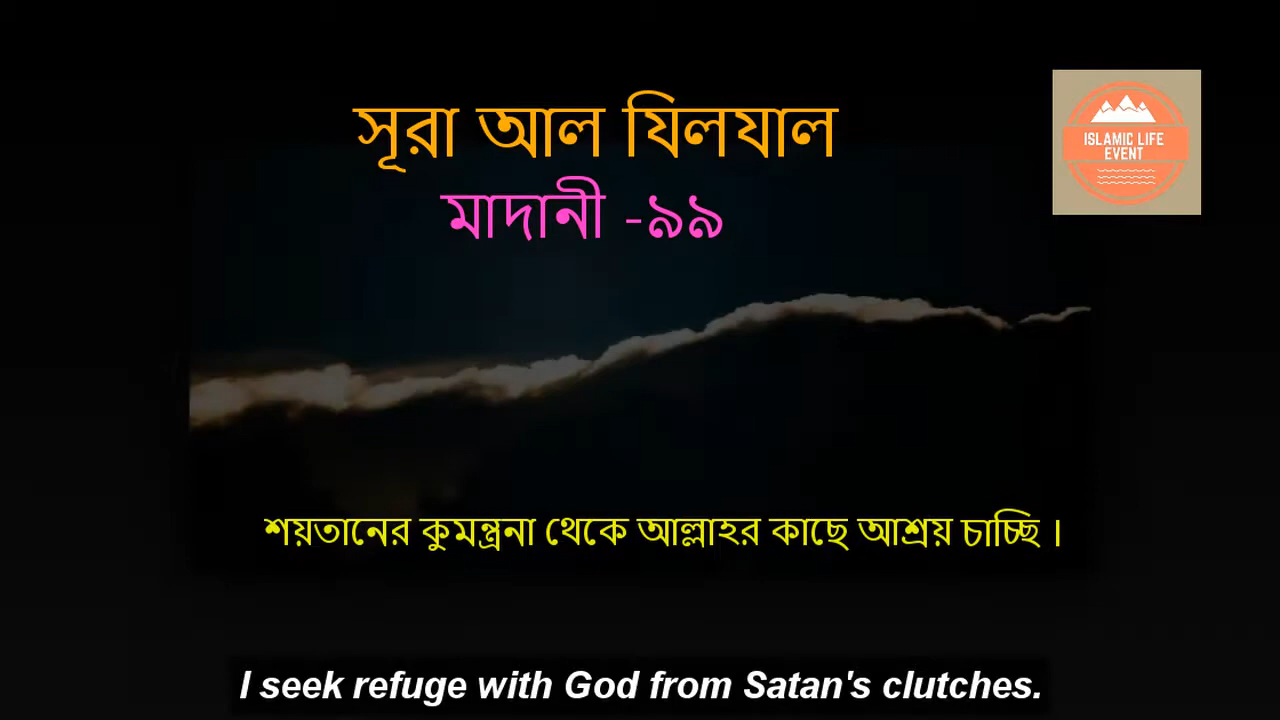 সূরা আল যিলযাল
মাদানী -৯৯
ISLAMIC LIFE
EVENT
শয়তানের কুমন্ত্রনা থেকে আল্লাহর কাছে আশ্রয় চাচ্ছি ।
I seek refuge with God from Satan's clutches.